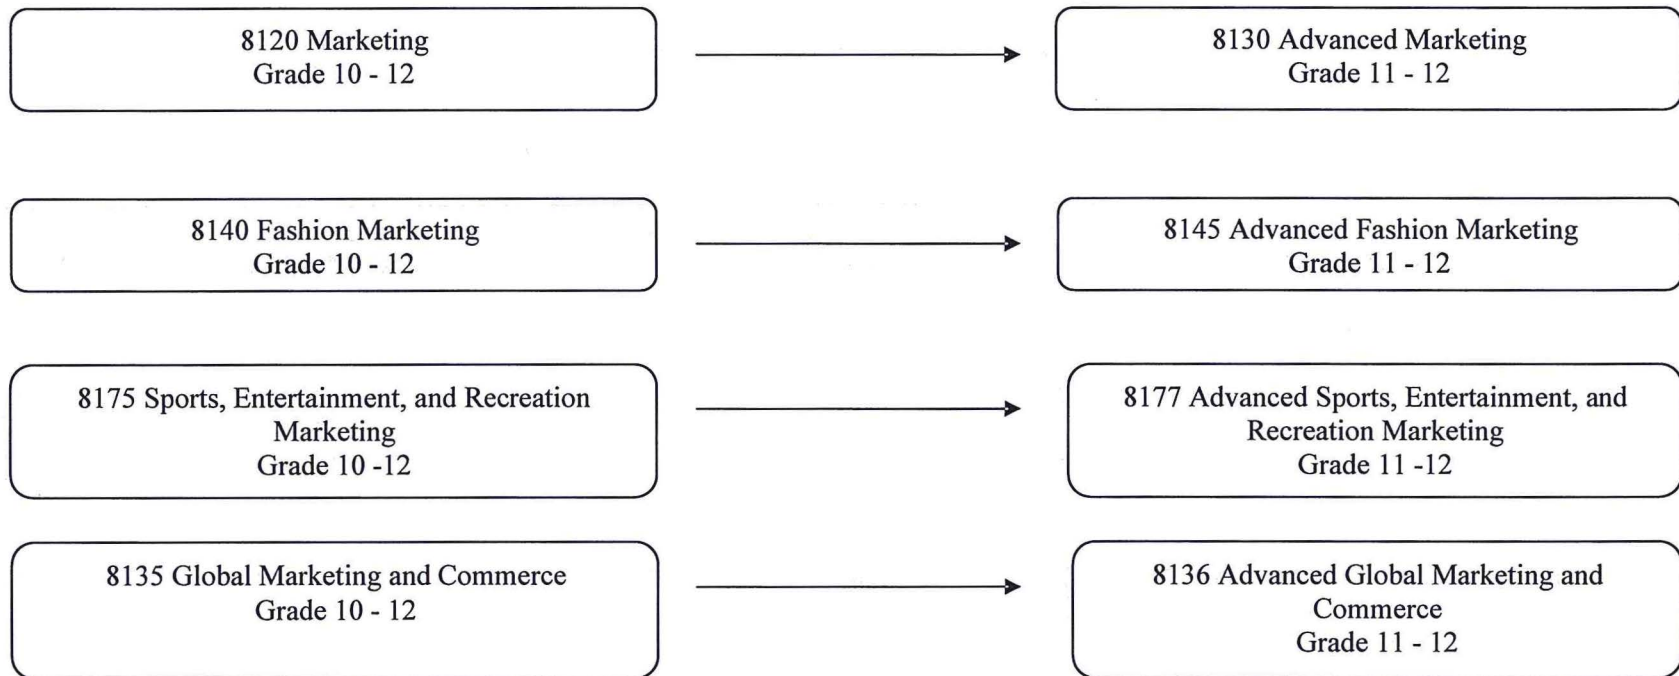 8120 Marketing
Grade 10 - 12
8130 Advanced Marketing
Grade 11 - 12
8140 Fashion Marketing
Grade 10 - 12
8145 Advanced Fashion Marketing
Grade 11 - 12
8175 Sports, Entertainment, and Recreation
Marketing
Grade 10 -12
8177 Advanced Sports, Entertainment, and
Recreation Marketing
Grade 11 -12
8135 Global Marketing and Commerce
Grade 10 - 12
8136 Advanced Global Marketing and
Commerce
Grade 11 - 12